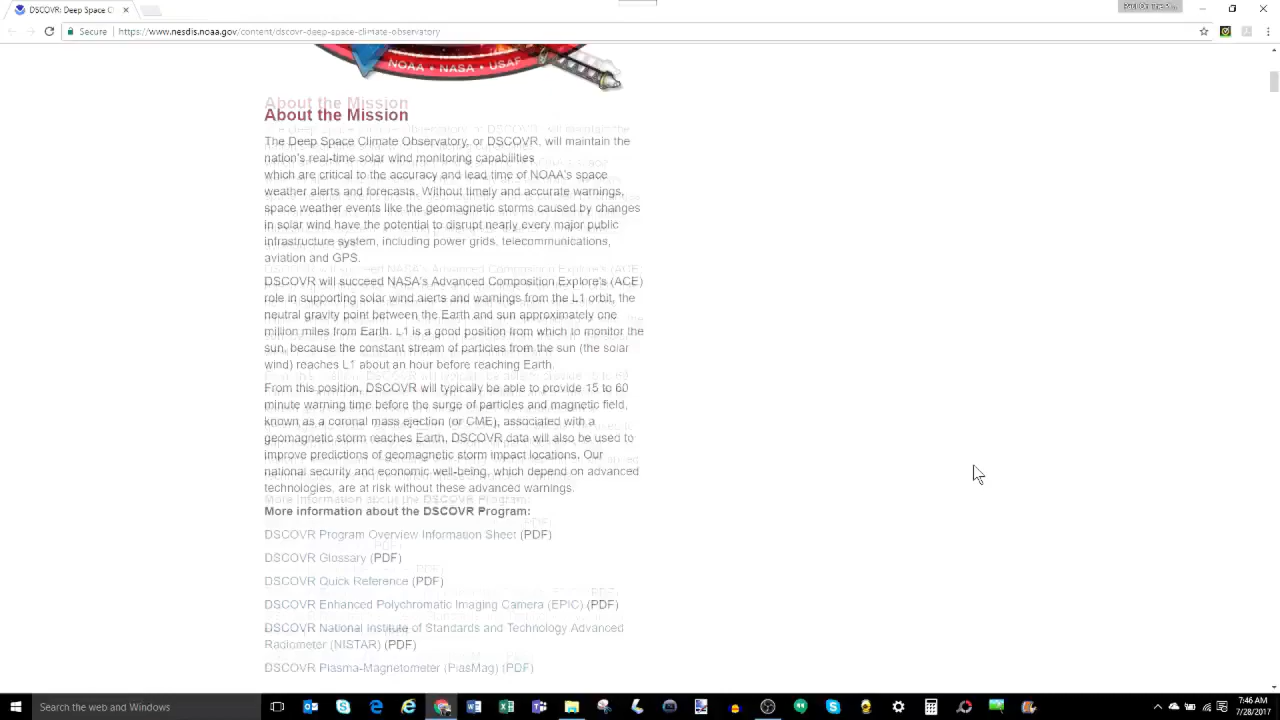 DSCOVR: Deep Space Cl
Secure
https://www.nesdis.noaa.gov/content/dscovr-deep-space-climate-observatory
NOAA • NASA • USAF
About the Mission
About the Mission
The Deep Space Climate Observatory, or DSCOVR, will maintain the
nation's real-time solar wind monitoring capabilities
which are critical to the accuracy and lead time of NOAA's space
weather alerts and forecasts. Without timely and accurate warnings,
space weather events like the geomagnetic storms caused by changes
in solar wind have the potential to disrupt nearly every major public
infrastructure system, including power grids, telecommunications,
aviation and GPS.
DSCOVR will succeed NASA's Advanced Composition Explore's (ACE)
role in supporting solar wind alerts and warnings from the L1 orbit, the
neutral gravity point between the Earth and sun approximately one
million miles from Earth. L1 is a good position from which to monitor the
sun, because the constant stream of particles from the sun (the solar
wind) reaches L1 about an hour before reaching Earth.
From this position, DSCOVR will typically be able to provide 15 to 60
minute warning time before the surge of particles and magnetic field,
known as a coronal mass ejection (or CME), associated with a
geomagnetic storm reaches Earth. DSCOVR data will also be used to
improve predictions of geomagnetic storm impact locations. Our
national security and economic well-being, which depend on advanced
technologies, are at risk without these advanced warnings.
More information about the DSCOVR Program:
More information about the DSCOVR Program:
DSCOVR Program Overview Information Sheet (PDF)
DSCOVR Glossary (PDF)
DSCOVR Quick Reference (PDF)
DSCOVR Enhanced Polychromatic Imaging Camera (EPIC) (PDF)
DSCOVR National Institute of Standards and Technology Advanced
Radiometer (NISTAR) (PDF)
DSCOVR Plasma-Magnetometer (PlasMag) (PDF)
Search the web and Windows
7:46 AM
7/28/2017